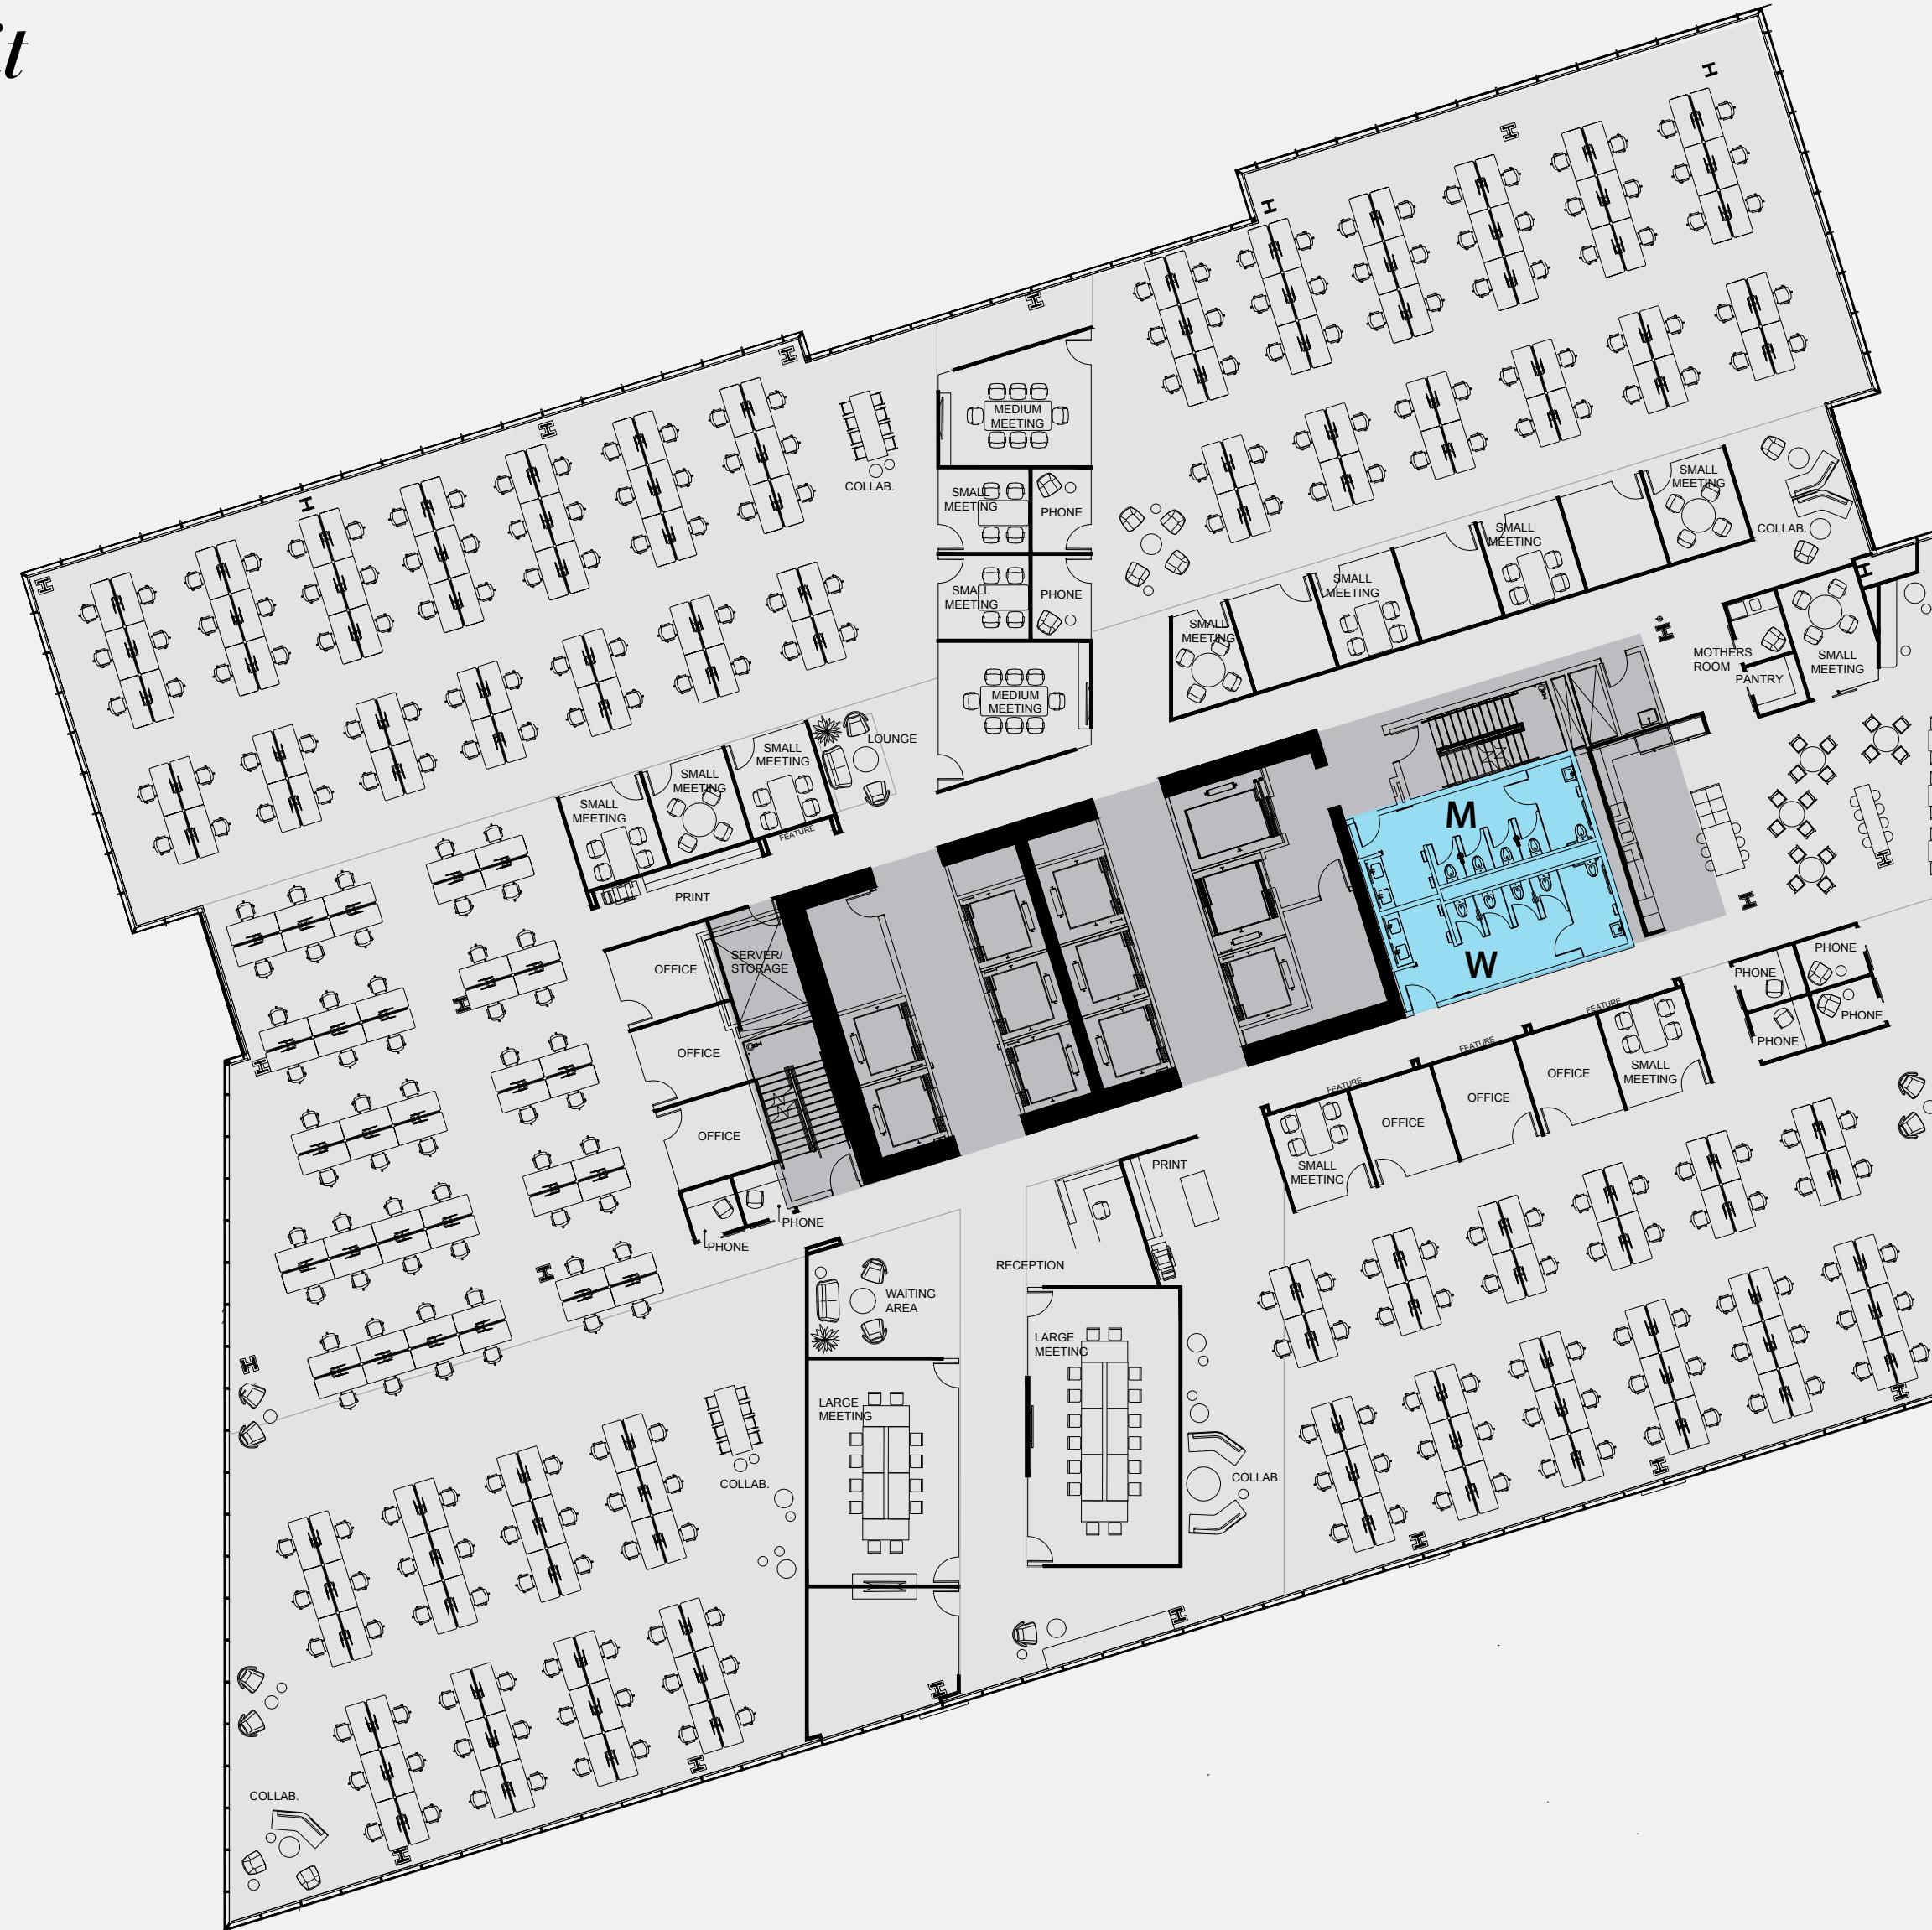 it
MEDIUM
MEETING
COLLAB.
SMALL
MEETING
PHONE
SMALL
MEETING
PHONE
MEDIUM
MEETING
SMALL
MEETING
COLLAB.
SMALL
MEETING
SMALL
MEETING
SMALL
MEETING
MOTHERS
ROOM
PANTRY
SMALL
MEETING
LOUNGE
SMALL
MEETING
SMALL
MEETING
SMALL
MEETING
FEATURE
PRINT
M
W
OFFICE
SERVER/
STORAGE
OFFICE
OFFICE
PHONE
PHONE
PHONE
PHONE
PHONE
PHONE
FEATURE
FEATURE
FEATURE
SMALL
MEETING
OFFICE
OFFICE
OFFICE
SMALL
MEETING
PRINT
RECEPTION
WAITING
AREA
LARGE
MEETING
LARGE
MEETING
COLLAB.
COLLAB.
COLLAB.